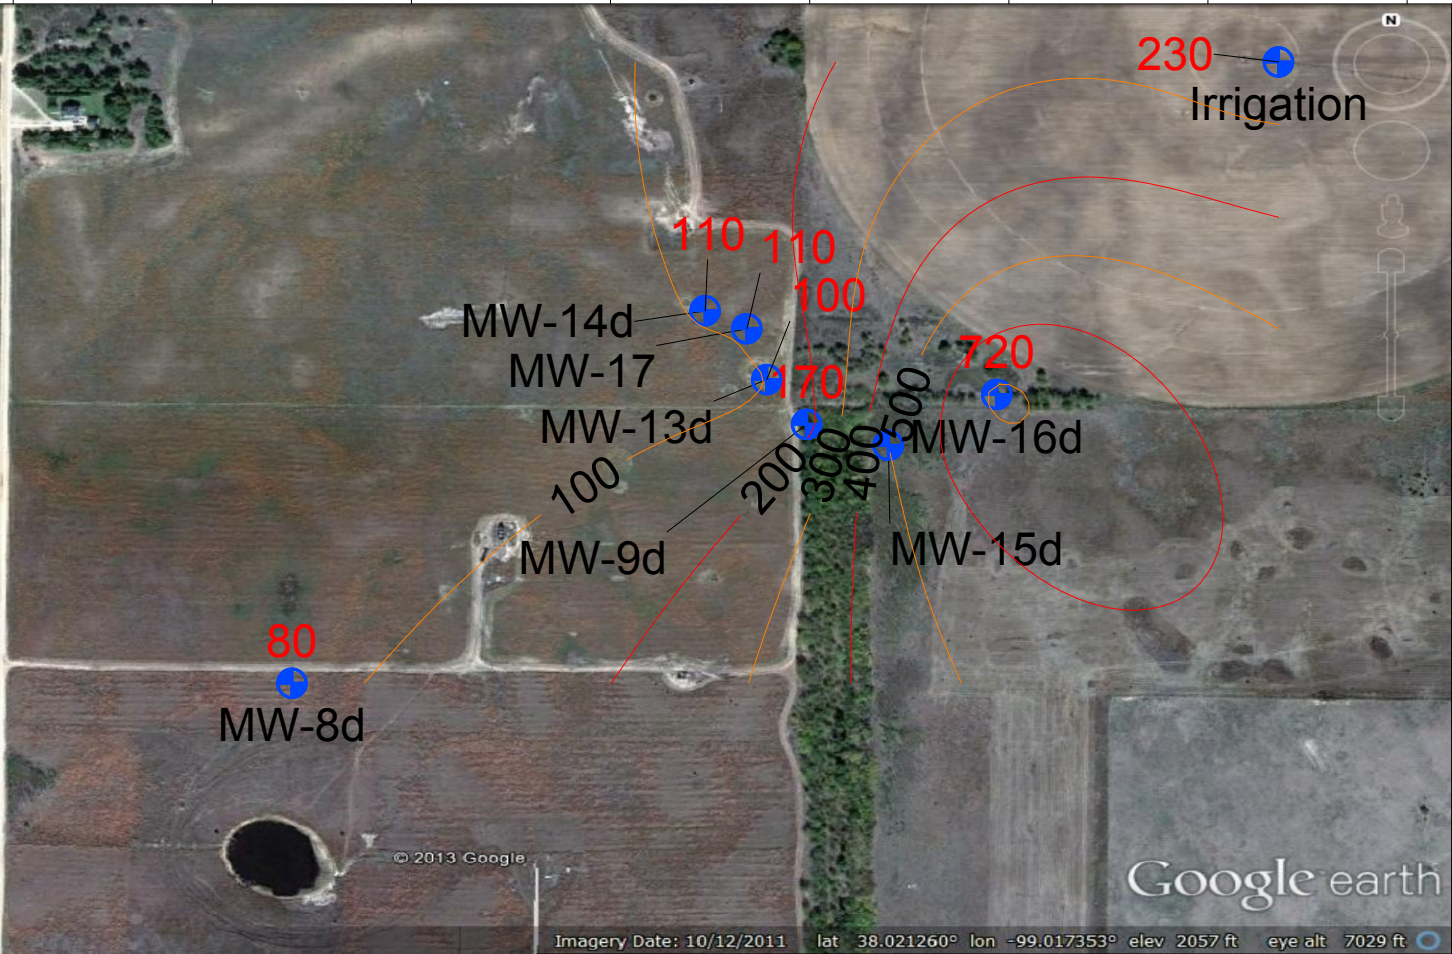 N
230
Irrigation
110
110
100
MW-14d
MW-17
720
170
MW-13d
500
MW-16d
400
300
200
100
MW-9d
MW-15d
80
MW-8d
© 2013 Google
Google earth
Imagery Date: 10/12/2011 lat 38.021260° lon -99.017353° elev 2057 ft eye alt 7029 ft